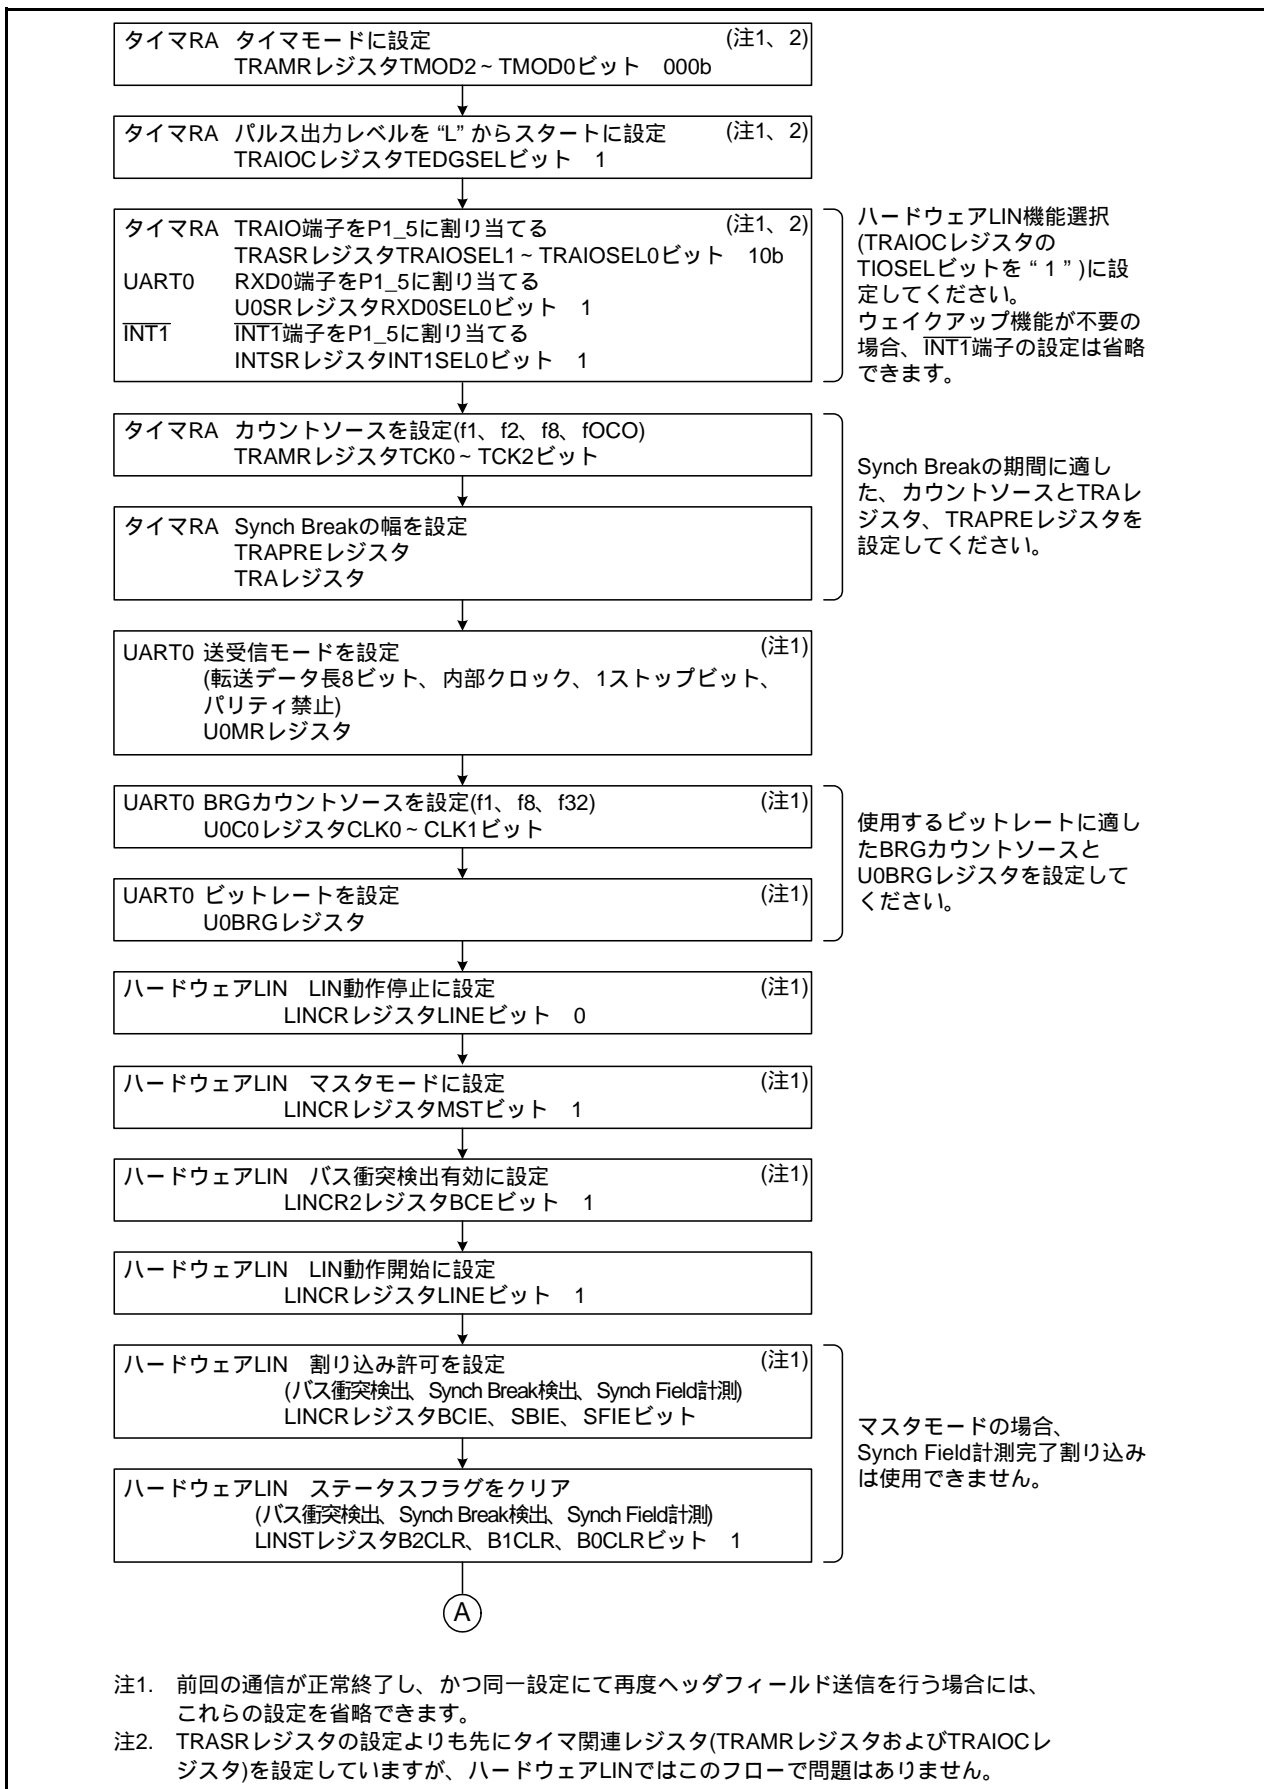 タイマRA タイマモードに設定 (注1、2)
TRAMRレジスタTMOD2~TMOD0ビット 000b
タイマRA パルス出力レベルを “L” からスタートに設定 (注1、2)
TRAIOCレジスタTEDGSELビット 1
タイマRA TRAIO端子をP1_5に割り当てる (注1、2)
TRASRレジスタTRAIOSEL1~TRAIOSEL0ビット 10b
UART0 RXD0端子をP1_5に割り当てる
U0SRレジスタRXD0SEL0ビット 1
INT1 INT1端子をP1_5に割り当てる
INTSRレジスタINT1SEL0ビット 1
ハードウェアLIN機能選択
(TRAIOCレジスタの
TIOSELビットを “ 1 ” )に設
定してください。
ウェイクアップ機能が不要の
場合、INT1端子の設定は省略
できます。
タイマRA カウントソースを設定(f1、f2、f8、fOCO)
TRAMRレジスタTCK0~TCK2ビット
タイマRA Synch Breakの幅を設定
TRAPREレジスタ
TRAレジスタ
Synch Breakの期間に適し
た、カウントソースとTRAレ
ジスタ、TRAPREレジスタを
設定してください。
UART0 送受信モードを設定 (注1)
(転送データ長8ビット、内部クロック、1ストップビット、
パリティ禁止)
U0MRレジスタ
UART0 BRGカウントソースを設定(f1、f8、f32) (注1)
U0C0レジスタCLK0~CLK1ビット
UART0 ビットレートを設定 (注1)
U0BRGレジスタ
使用するビットレートに適し
たBRGカウントソースと
U0BRGレジスタを設定して
ください。
ハードウェアLIN LIN動作停止に設定 (注1)
LINCRレジスタLINEビット 0
ハードウェアLIN マスタモードに設定 (注1)
LINCRレジスタMSTビット 1
ハードウェアLIN バス衝突検出有効に設定 (注1)
LINCR2レジスタBCEビット 1
ハードウェアLIN LIN動作開始に設定
LINCRレジスタLINEビット 1
ハードウェアLIN 割り込み許可を設定 (注1)
(バス衝突検出、Synch Break検出、Synch Field計測)
LINCRレジスタBCIE、SBIE、SFIEビット
ハードウェアLIN ステータスフラグをクリア
(バス衝突検出、Synch Break検出、Synch Field計測)
LINSTレジスタB2CLR、B1CLR、B0CLRビット 1
マスタモードの場合、
Synch Field計測完了割り込み
は使用できません。
A
注1. 前回の通信が正常終了し、かつ同一設定にて再度ヘッダフィールド送信を行う場合には、
これらの設定を省略できます。
注2. TRASRレジスタの設定よりも先にタイマ関連レジスタ(TRAMRレジスタおよびTRAIOCレ
ジスタ)を設定していますが、ハードウェアLINではこのフローで問題はありません。